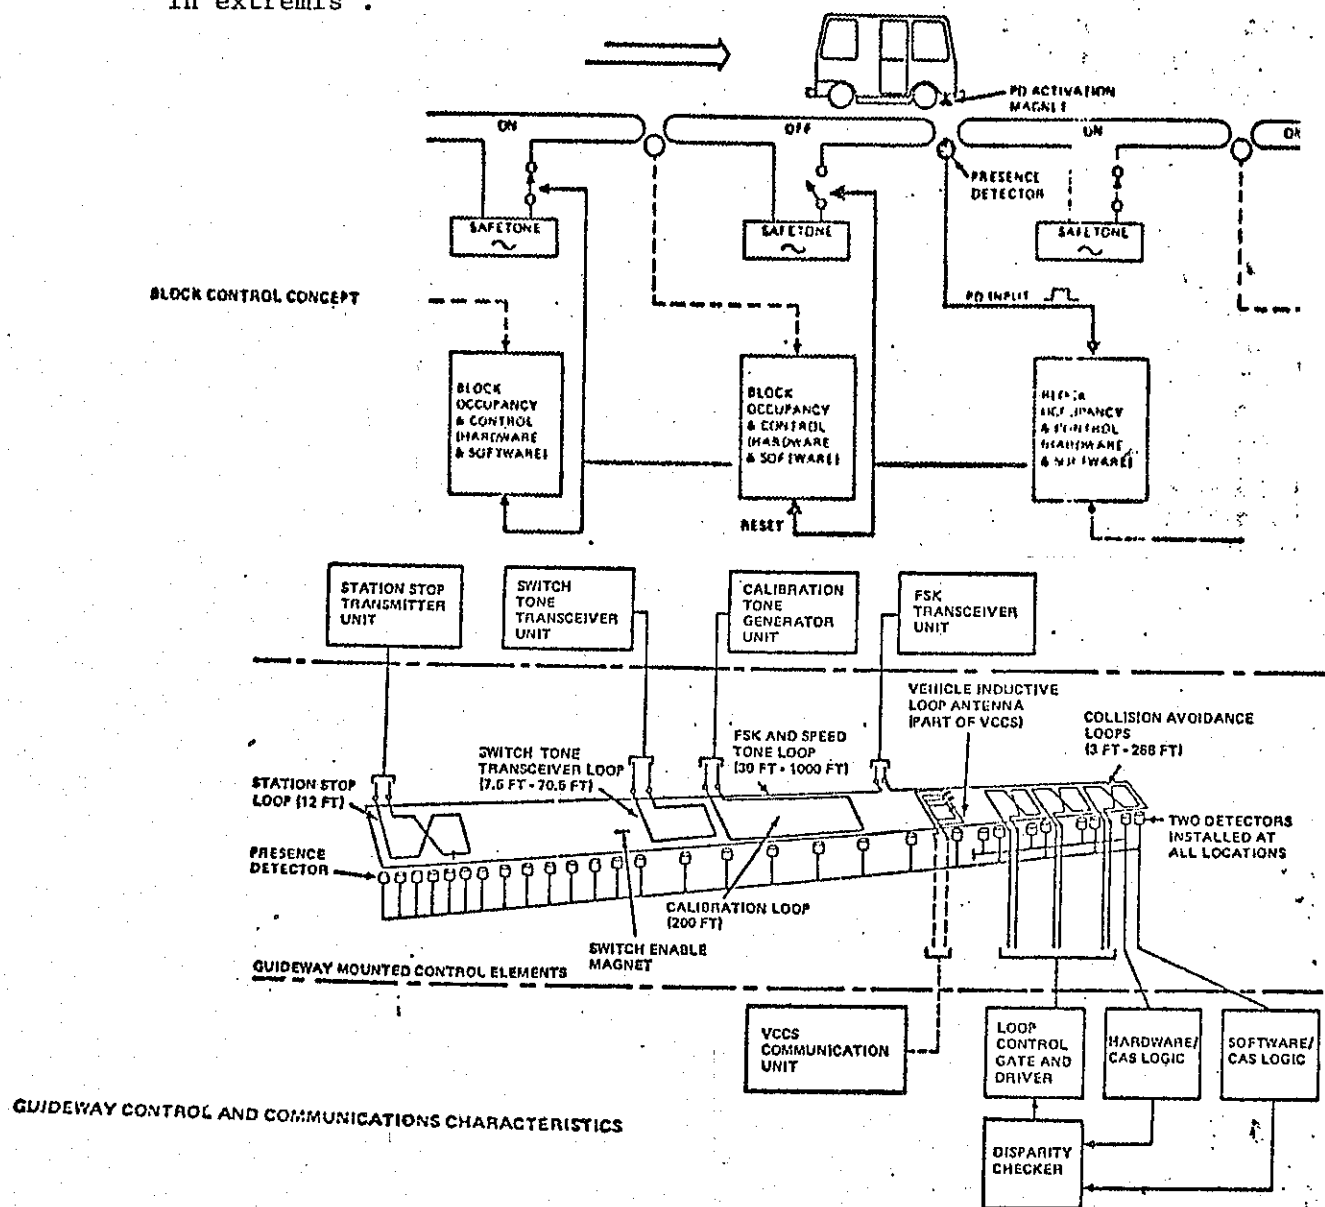 in extremis".
PD ACTIVATION
MAGNET
ON
OFF
ON
PRESENCE
DETECTOR
SAFETONE
SAFETONE
SAFETONE
BLOCK CONTROL CONCEPT
PD INPUT
BLOCK
OCCUPANCY
& CONTROL
(HARDWARE
& SOFTWARE)
BLOCK
OCCUPANCY
& CONTROL
(HARDWARE
& SOFTWARE)
BLOCK
OCCUPANCY
& CONTROL
(HARDWARE
& SOFTWARE)
RESET
STATION STOP
TRANSMITTER
UNIT
SWITCH
TONE
TRANSCEIVER
UNIT
CALIBRATION
TONE
GENERATOR
UNIT
FSK
TRANSCEIVER
UNIT
VEHICLE INDUCTIVE
LOOP ANTENNA
(PART OF VCCS)
COLLISION AVOIDANCE
LOOPS
(3 FT - 268 FT)
FSK AND SPEED
TONE LOOP
(30 FT - 1000 FT)
SWITCH TONE
TRANSCEIVER LOOP
(7.5 FT - 70.5 FT)
STATION STOP
LOOP (12 FT)
TWO DETECTORS
INSTALLED AT
ALL LOCATIONS
PRESENCE
DETECTOR
CALIBRATION LOOP
(200 FT)
SWITCH ENABLE
MAGNET
GUIDEWAY MOUNTED CONTROL ELEMENTS
VCCS
COMMUNICATION
UNIT
LOOP
CONTROL
GATE AND
DRIVER
HARDWARE/
CAS LOGIC
SOFTWARE/
CAS LOGIC
GUIDEWAY CONTROL AND COMMUNICATIONS CHARACTERISTICS
DISPARITY
CHECKER